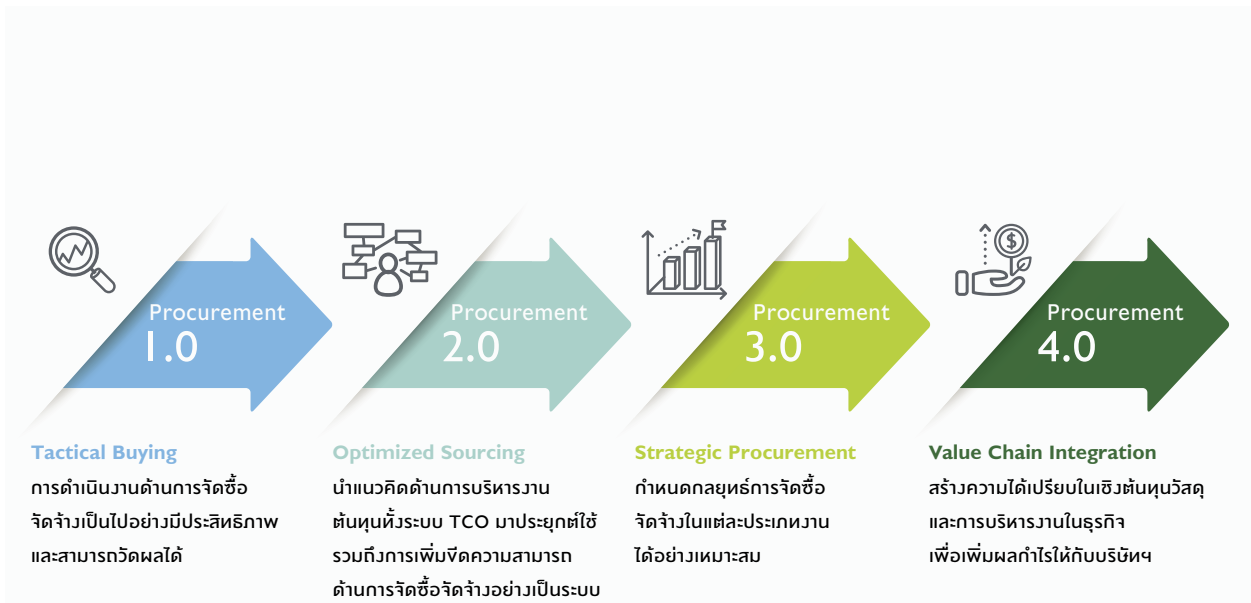 Procurement
1.0
Procurement
2.0
Procurement
3.0
Procurement
4.0
Tactical Buying
การดำเนินงานด้านการจัดซื้อ
จัดจ้างเป็นไปอย่างมีประสิทธิภาพ
และสามารถวัดผลได้
Optimized Sourcing
นำแนวคิดด้านการบริหารงาน
ต้นทุนทั้งระบบ TCO มาประยุกต์ใช้
รวมถึงการเพิ่มขีดความสามารถ
ด้านการจัดซื้อจัดจ้างอย่างเป็นระบบ
Strategic Procurement
กำหนดกลยุทธ์การจัดซื้อ
จัดจ้างในแต่ละประเภทงาน
ได้อย่างเหมาะสม
Value Chain Integration
สร้างความได้เปรียบในเชิงต้นทุนวัสดุ
และการบริหารงานในธุรกิจ
เพื่อเพิ่มผลกำไรให้กับบริษัทฯ